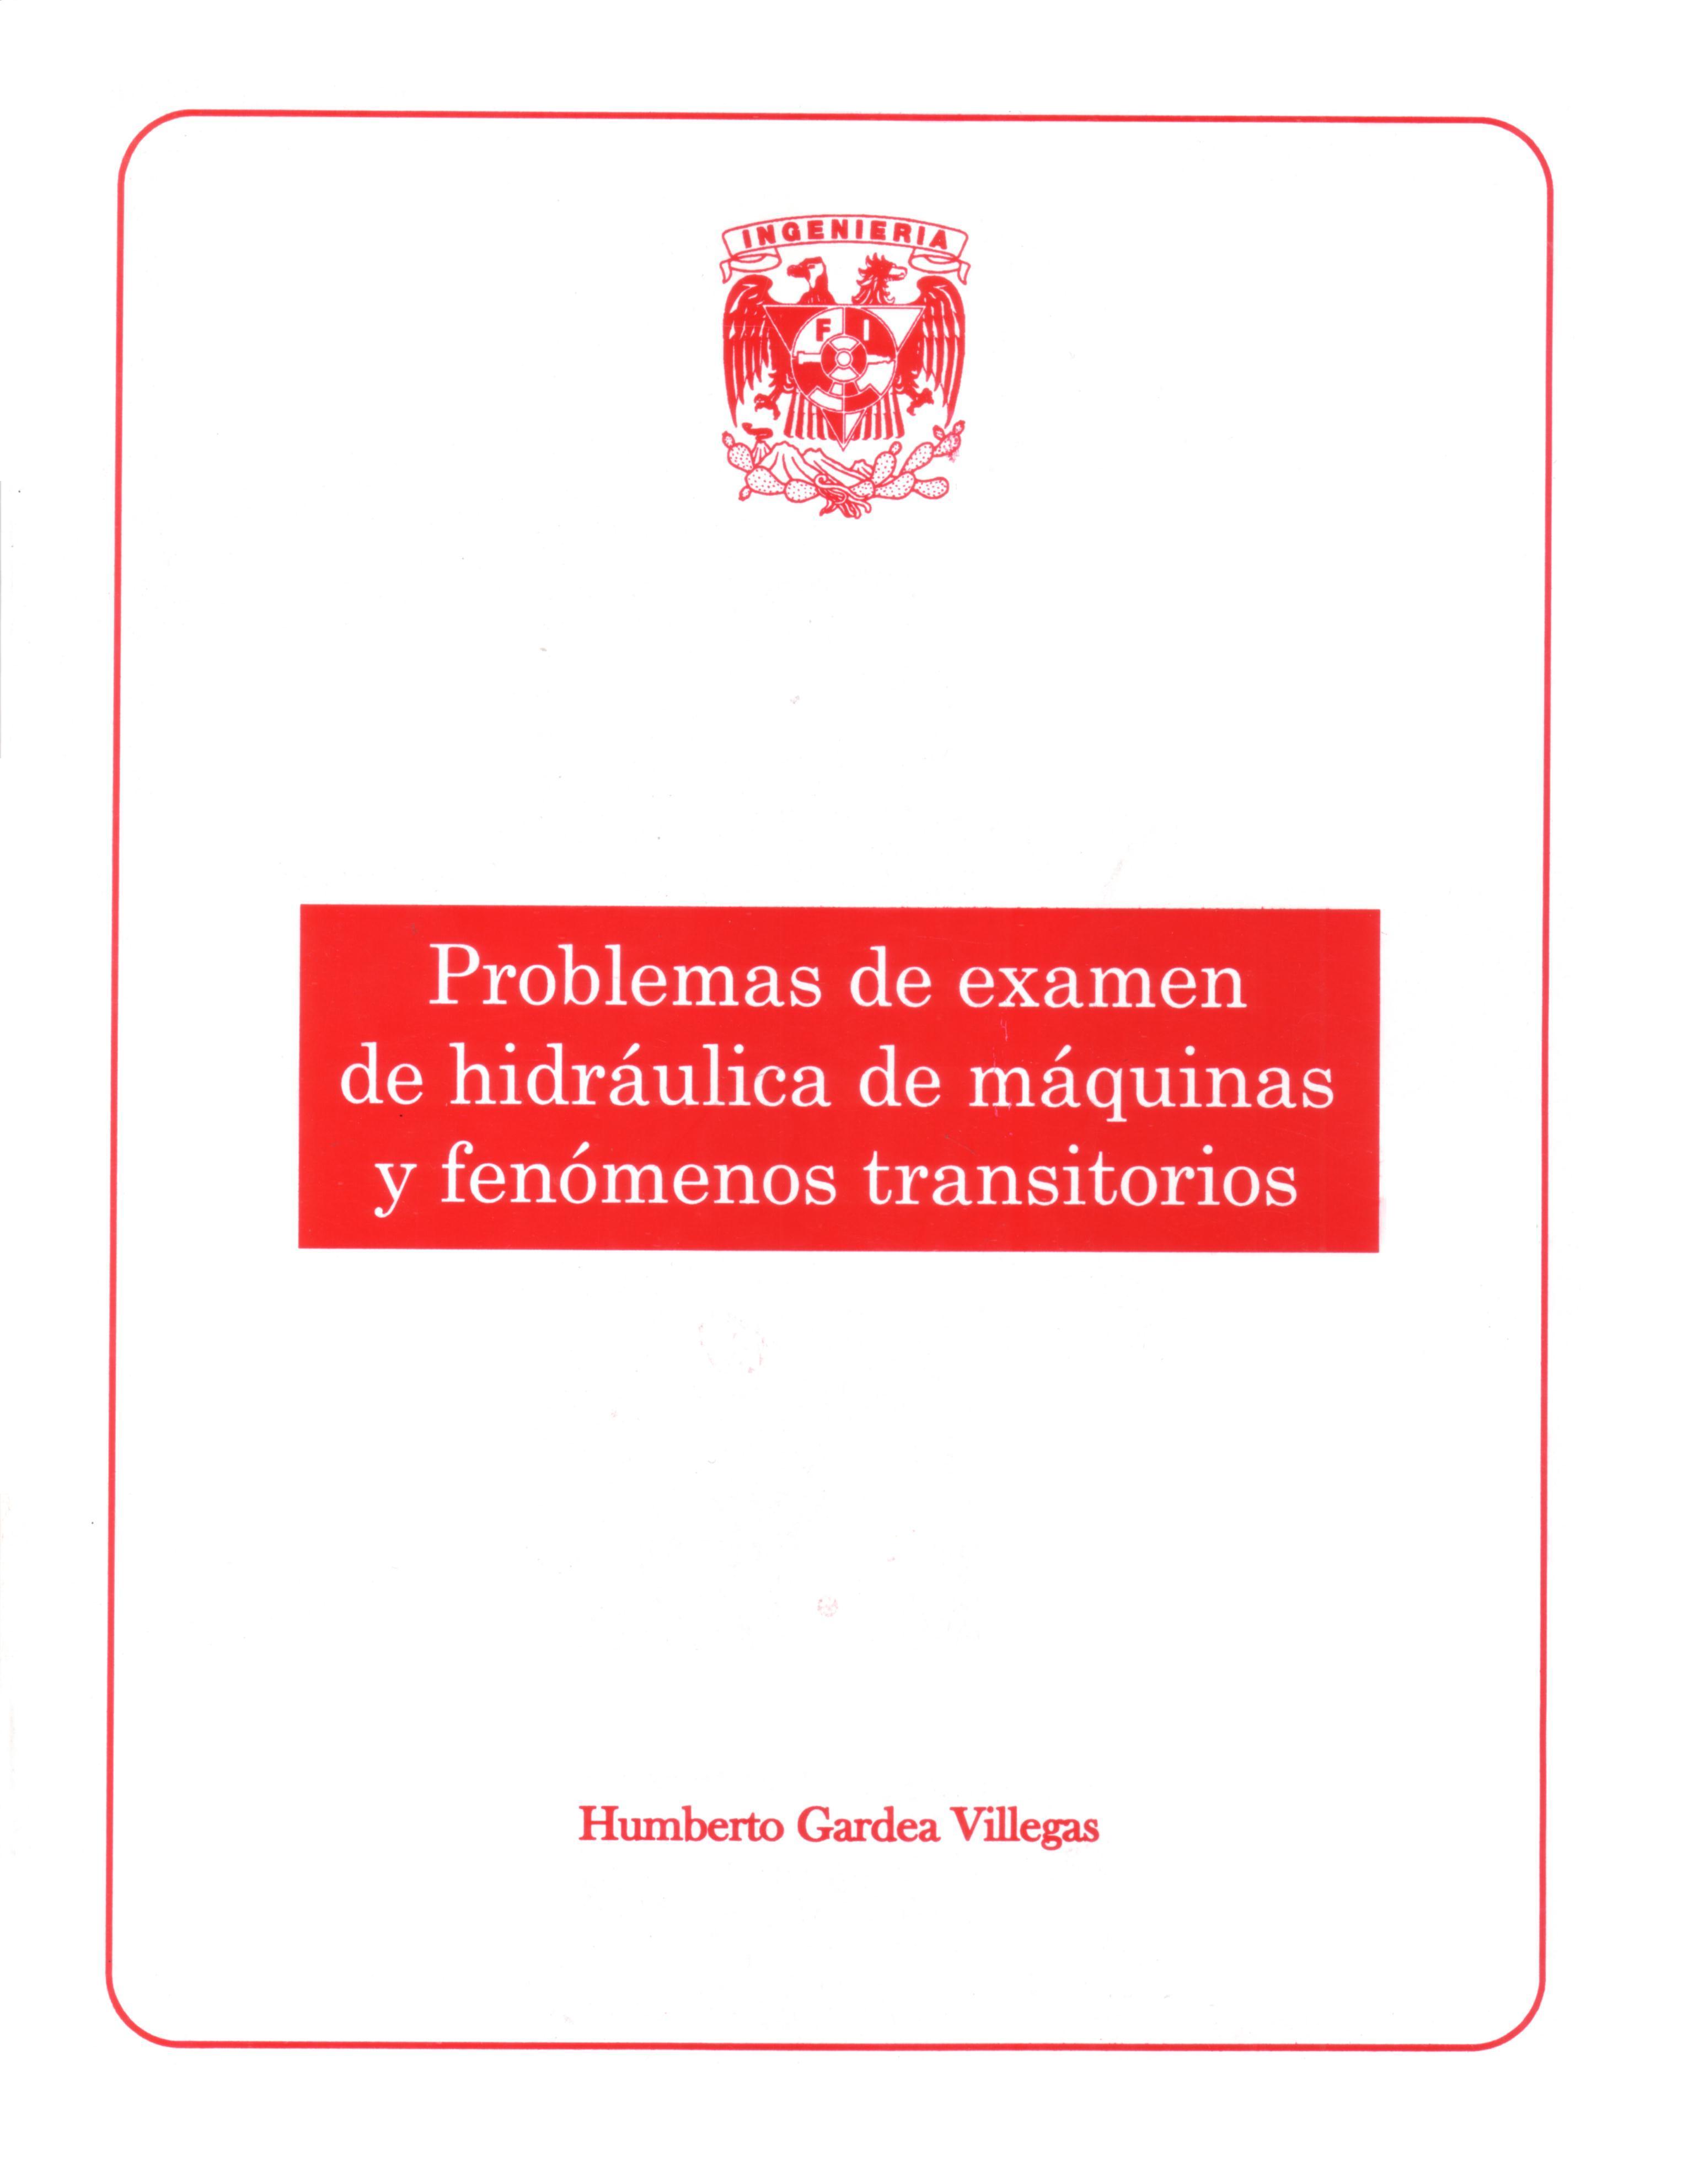 INGENIERIA
F I
Problemas de examen
de hidráulica de máquinas
y fenómenos transitorios
Humberto Gardea Villegas